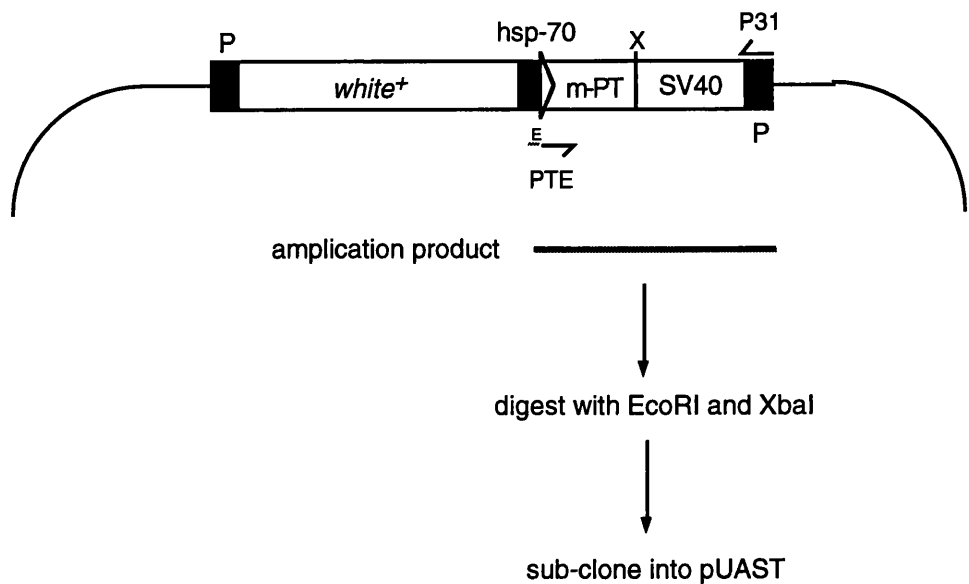 P31
hsp-70
P
X
white+
m-PT
SV40
E
P
PTE
amplication product
digest with EcoRI and XbaI
sub-clone into pUAST